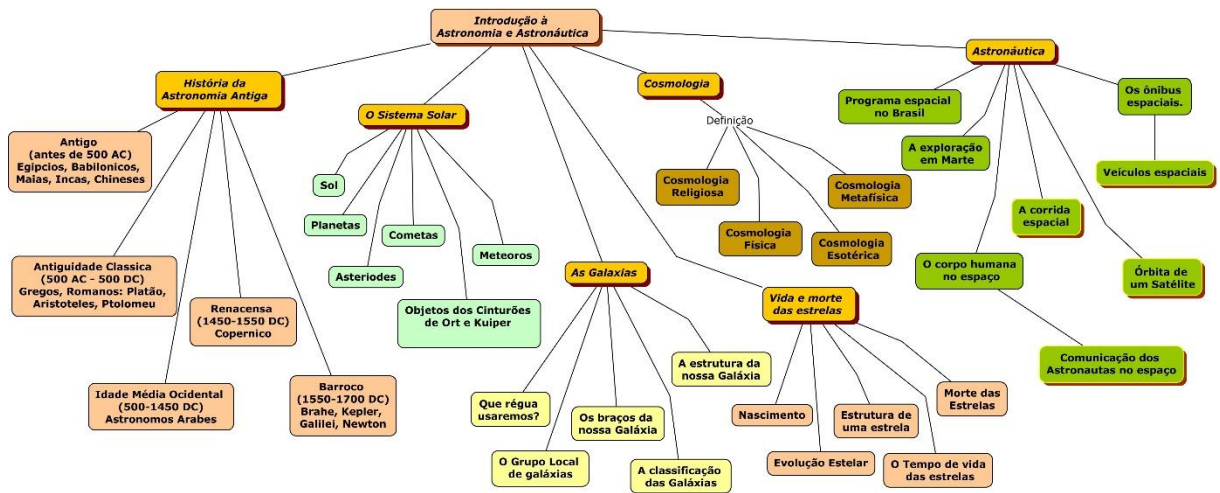 Introdução à
Astronomia e Astronáutica
História da
Astronomia Antiga
Antigo
(antes de 500 AC)
Egipcios, Babilonicos,
Maias, Incas, Chineses
Antiguidade Classica
(500 AC - 500 DC)
Gregos, Romanos: Platão,
Aristoteles, Ptolomeu
Idade Média Ocidental
(500-1450 DC)
Astronomos Arabes
Renacensa
(1450-1550 DC)
Copernico
Barroco
(1550-1700 DC)
Brahe, Kepler,
Galilei, Newton
O Sistema Solar
Sol
Planetas
Asteriodes
Cometas
Objetos dos Cinturões
de Ort e Kuiper
Meteoros
As Galaxias
Que régua
usaremos?
O Grupo Local
de galáxias
Os braços da
nossa Galáxia
A classificação
das Galáxias
A estrutura da
nossa Galáxia
Cosmologia
Definição
Cosmologia
Religiosa
Cosmologia
Física
Cosmologia
Esotérica
Cosmologia
Metafísica
Vida e morte
das estrelas
Nascimento
Evolução Estelar
Estrutura de
uma estrela
O Tempo de vida
das estrelas
Morte das
Estrelas
Astronáutica
Programa espacial
no Brasil
A exploração
em Marte
O corpo humana
no espaço
Comunicação dos
Astronautas no espaço
A corrida
espacial
Órbita de
um Satélite
Os ônibus
espaciais.
Veículos espaciais